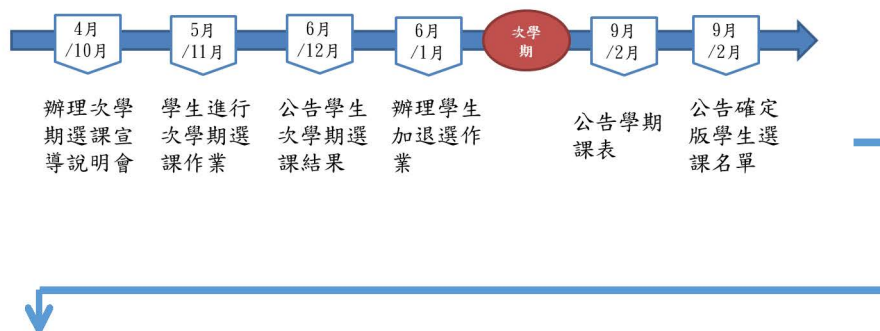 4月
/10月
5月
/11月
6月
/12月
6月
/1月
次學
期
9月
/2月
9月
/2月
辦理次學
期選課宣
導說明會
學生進行
次學期選
課作業
公告學生
次學期選
課結果
辦理學生
加退選作
業
公告學期
課表
公告確定
版學生選
課名單